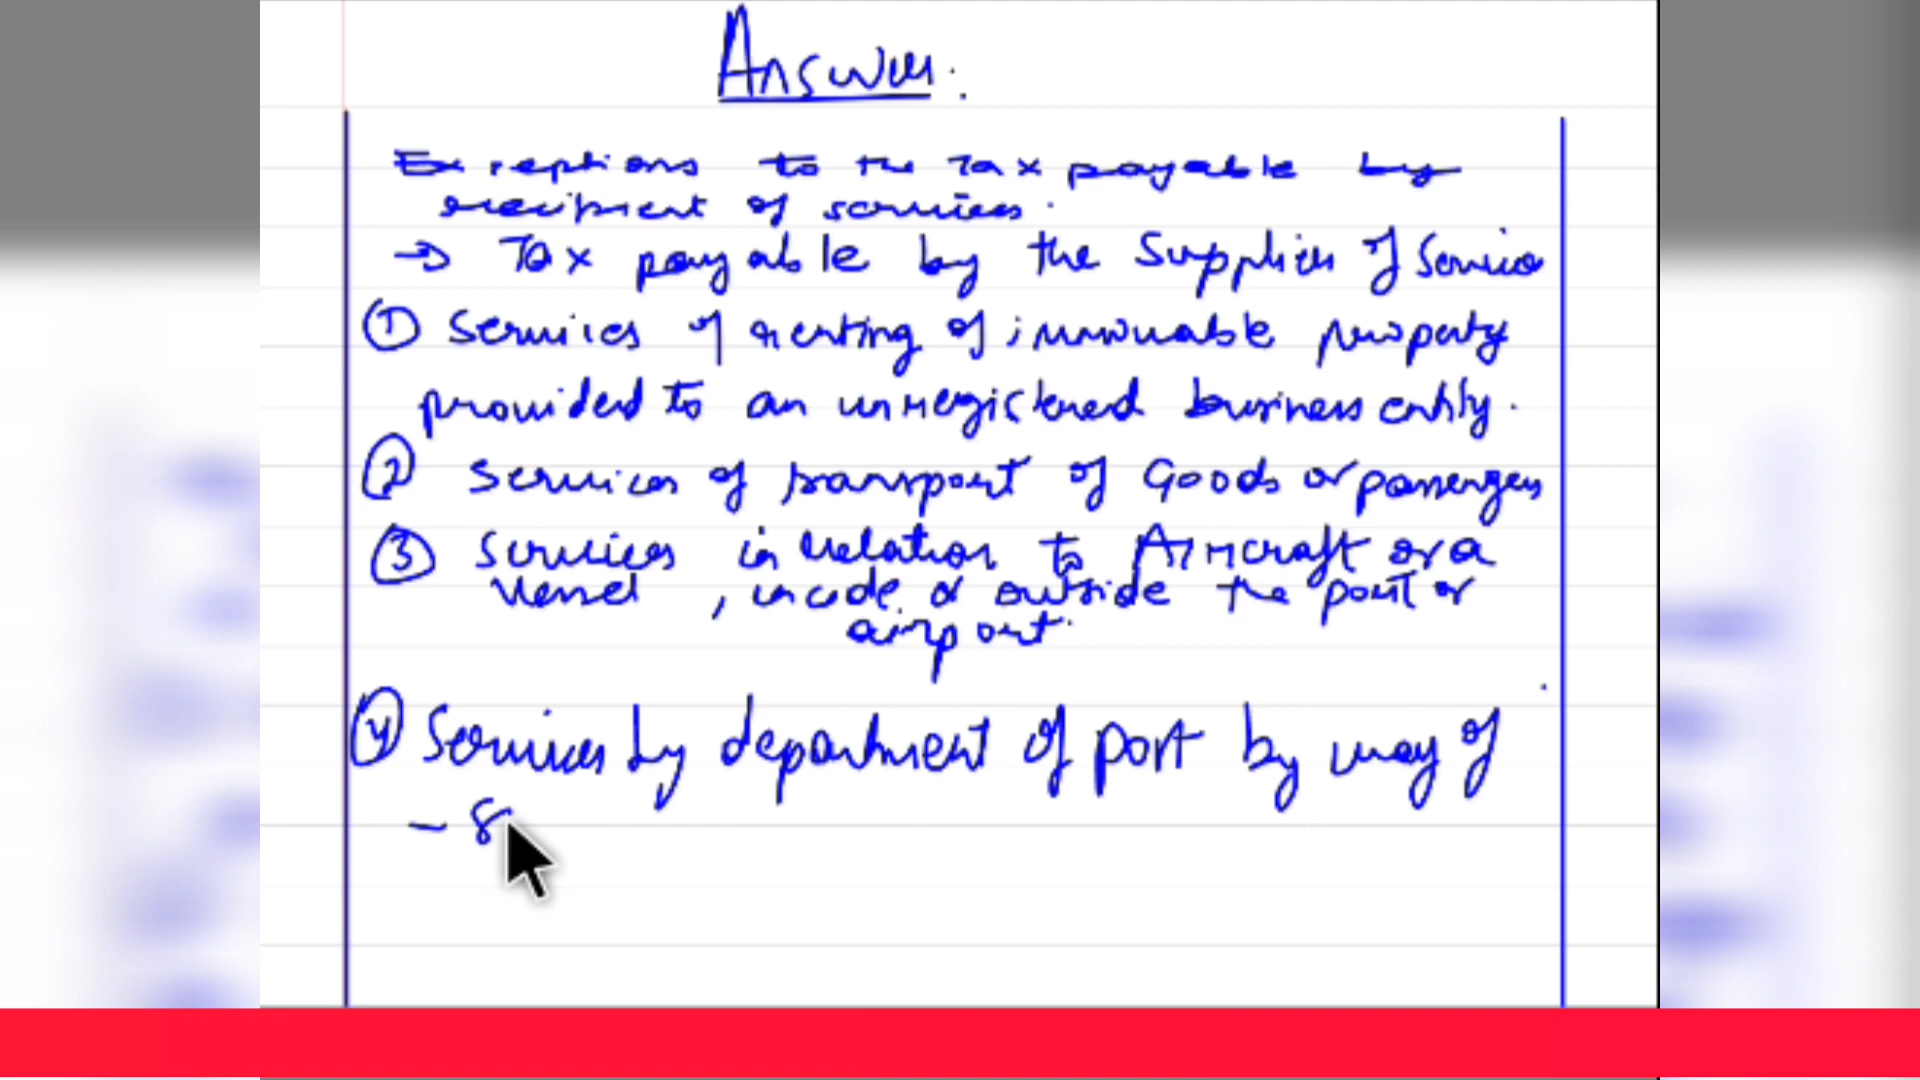 Answer:
Exceptions to the Tax payable by
recipient of services.
→ Tax payable by the Supplier of Service
① Services of renting of immovable property
provided to an unregistered business entity.
② Services of transport of Goods or passengers
③ Services in relation to Aircraft or a
Vessel, inside or outside the port or
airport.
④ Services by department of port by way of
- S